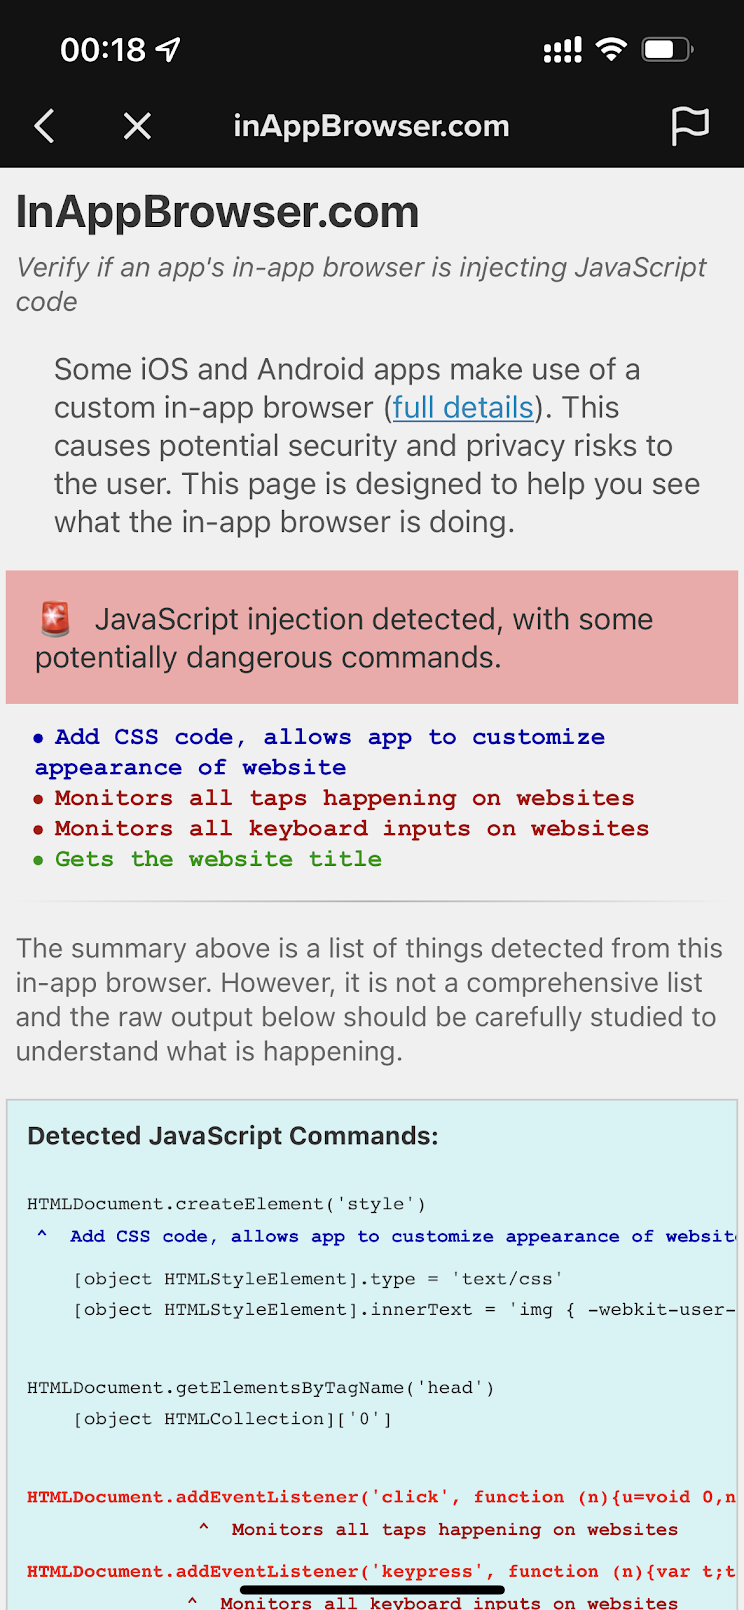 00:18
inAppBrowser.com
InAppBrowser.com
Verify if an app's in-app browser is injecting JavaScript
code
Some iOS and Android apps make use of a
custom in-app browser (full details). This
causes potential security and privacy risks to
the user. This page is designed to help you see
what the in-app browser is doing.
JavaScript injection detected, with some
potentially dangerous commands.
• Add CSS code, allows app to customize
appearance of website
• Monitors all taps happening on websites
• Monitors all keyboard inputs on websites
• Gets the website title
The summary above is a list of things detected from this
in-app browser. However, it is not a comprehensive list
and the raw output below should be carefully studied to
understand what is happening.
Detected JavaScript Commands:
HTMLDocument.createElement('style')
^ Add CSS code, allows app to customize appearance of websit
[object HTMLStyleElement].type = 'text/css'
[object HTMLStyleElement].innerText = 'img { -webkit-user-
HTMLDocument.getElementsByTagName('head')
[object HTMLCollection]['0']
HTMLDocument.addEventListener('click', function (n){u=void 0,n
^ Monitors all taps happening on websites
HTMLDocument.addEventListener('keypress', function (n){var t;t
^ Monitors all keyboard inputs on websites